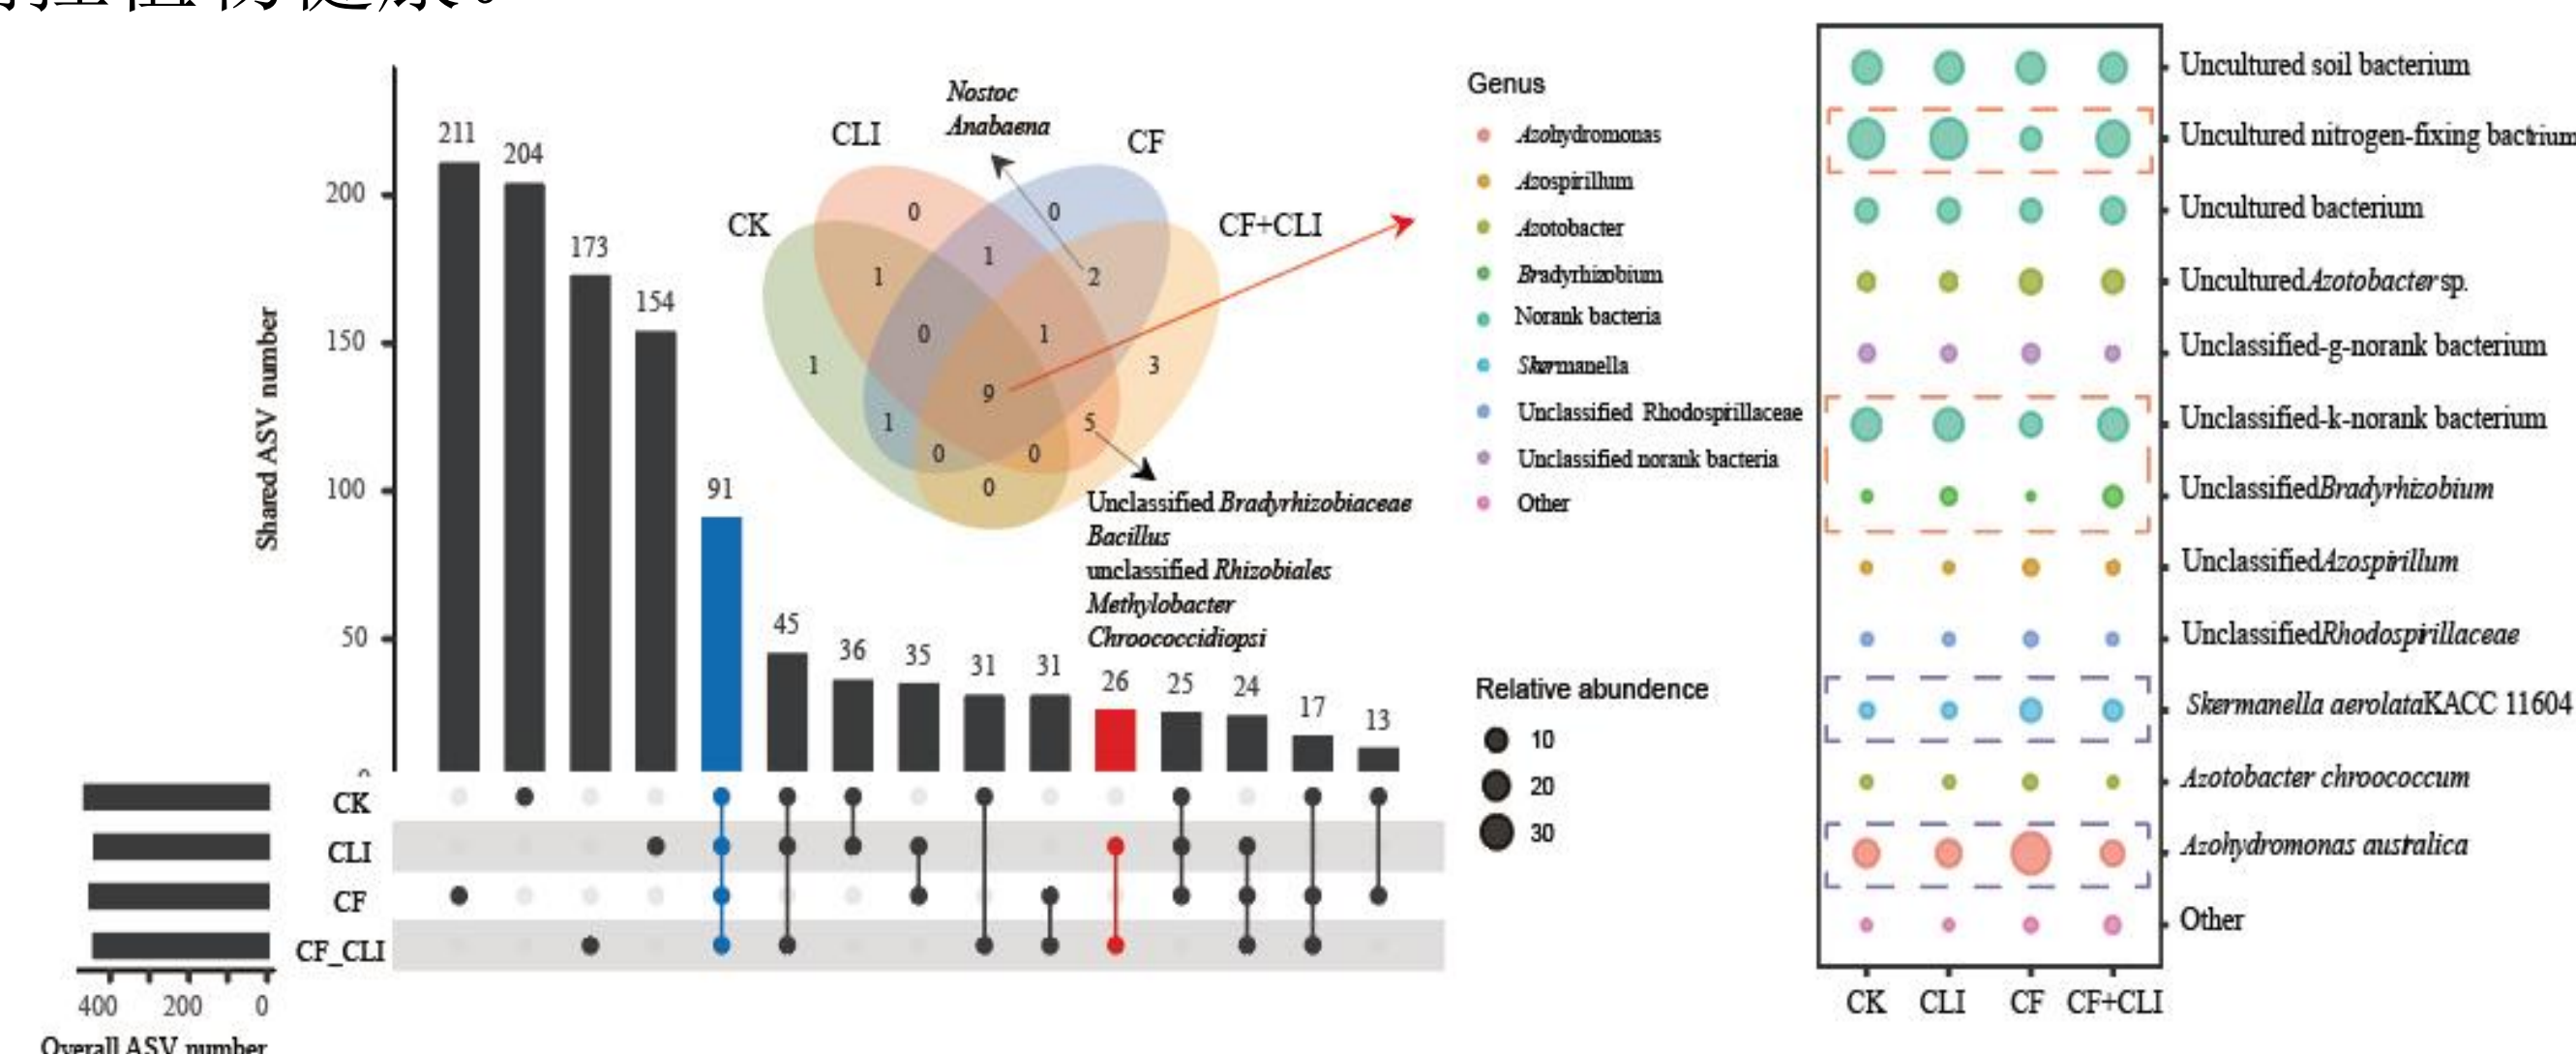 211
204
173
154
91
45
36
35
31
31
26
25
24
17
13
200
150
100
50
Shared ASV number
CK
CLI
CF
CF_CLI
400 200 0
Overall ASV number
CK
CLI
CF
CF+CLI
Nostoc
Anabaena
0
0
1
1
2
0
1
1
9
3
1
5
0
0
0
Unclassified Bradyrhizobiaceae
Bacillus
unclassified Rhizobiales
Methylobacter
Chroococcidiopsi
Genus
Azohydromonas
Azospirillum
Azotobacter
Bradyrhizobium
Norank bacteria
Skermanella
Unclassified Rhodospirillaceae
Unclassified norank bacteria
Other
Relative abundance
10
20
30
Uncultured soil bacterium
Uncultured nitrogen-fixing bactrium
Uncultured bacterium
Uncultured Azotobacter sp.
Unclassified-g-norank bacterium
Unclassified-k-norank bacterium
Unclassified Bradyrhizobium
Unclassified Azospirillum
Unclassified Rhodospirillaceae
Skermanella aerolata KACC 11604
Azotobacter chroococcum
Azohydromonas australica
Other
CK CLI CF CF+CLI